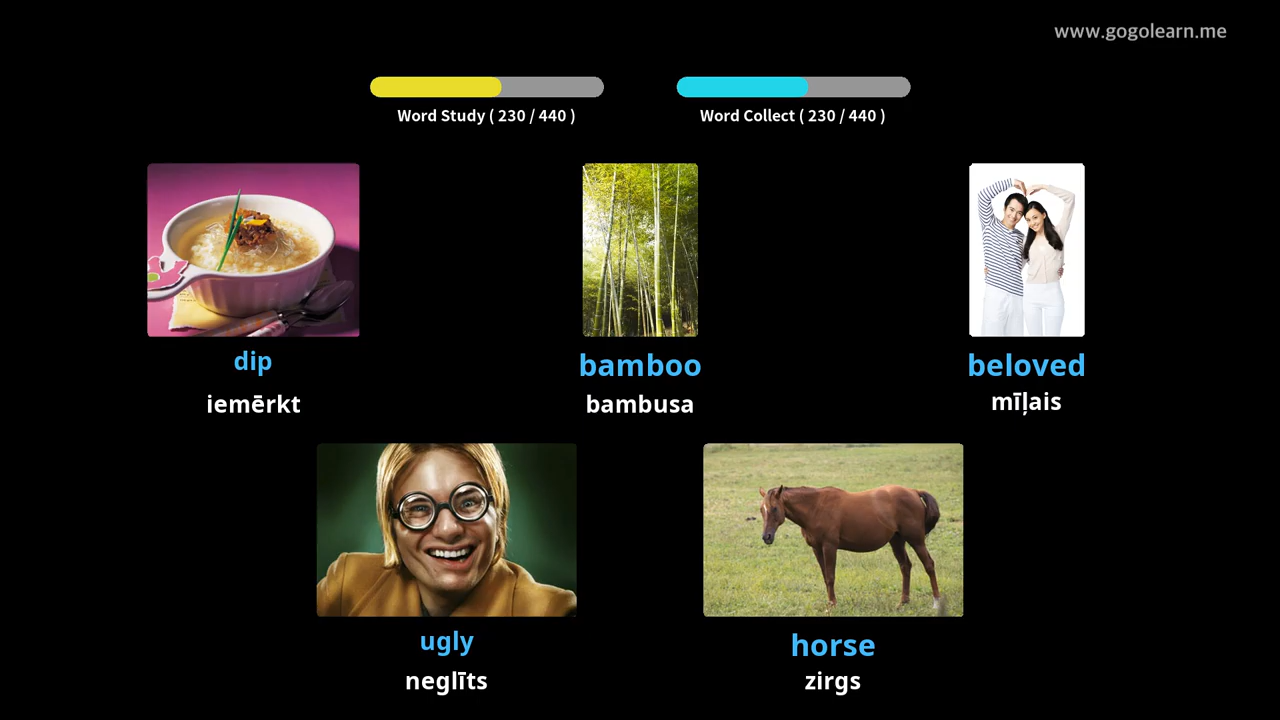 www.gogolearn.me
Word Study ( 230 / 440 )
Word Collect ( 230 / 440 )
dip
iemērkt
bamboo
bambusa
beloved
mīļais
ugly
neglīts
horse
zirgs